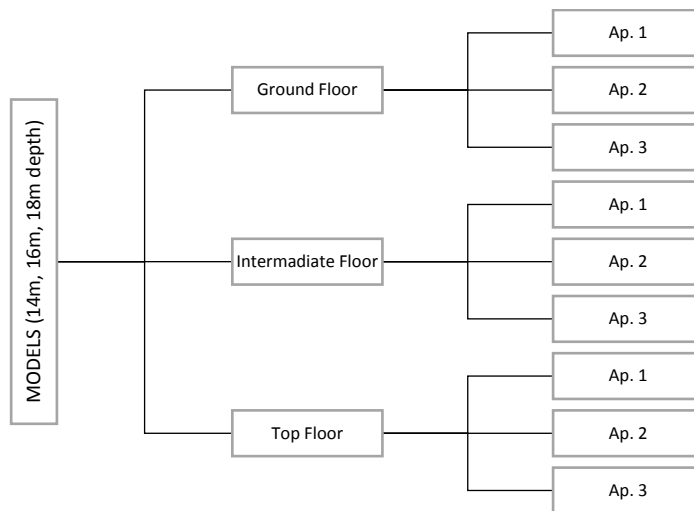 MODELS (14m, 16m, 18m depth)
Ground Floor
Ap. 1
Ap. 2
Ap. 3
Intermadiate Floor
Ap. 1
Ap. 2
Ap. 3
Top Floor
Ap. 1
Ap. 2
Ap. 3